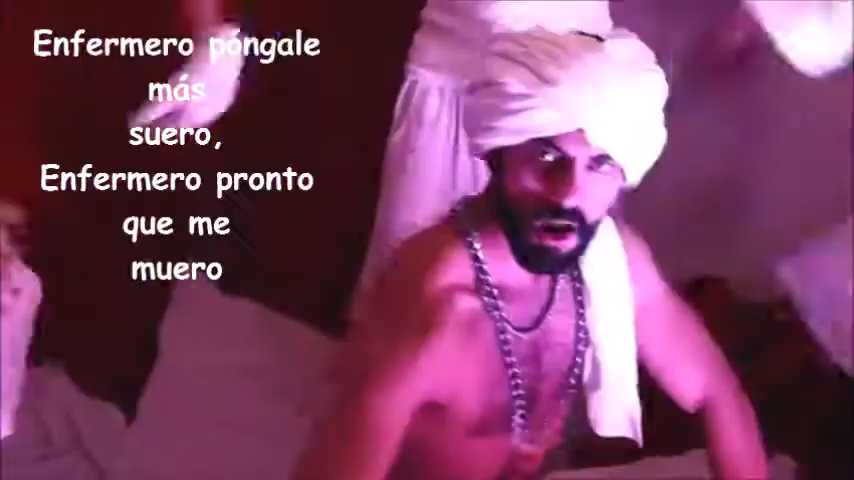 Enfermero póngale
más
suero,
Enfermero pronto
que me
muero